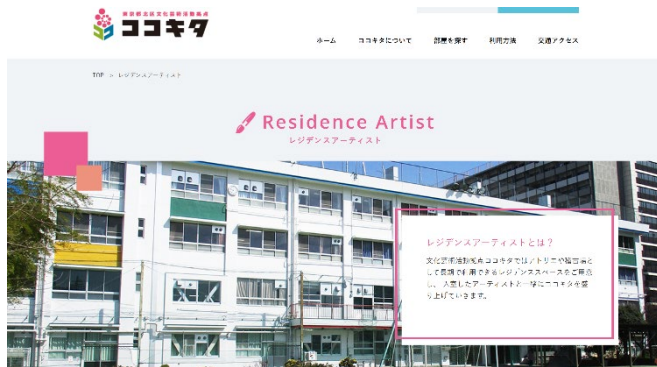 東京都北区文化芸術活動拠点
ココキタ
ホーム ココキタについて 部屋を探す 利用方法 交通アクセス
TOP > レジデンスアーティスト
Residence Artist
レジデンスアーティスト
レジデンスアーティストとは？
文化芸術活動拠点ココキタではアトリエや稽古場と
して長期で利用できるレジデンススペースをご用意
し、入室したアーティストと一緒にココキタを盛
り上げていきます。